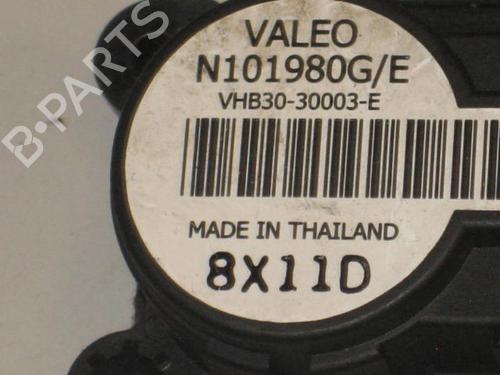 B-PARTS
VALEO
N101980G/E
VHB30-30003-E
MADE IN THAILAND
8X11D